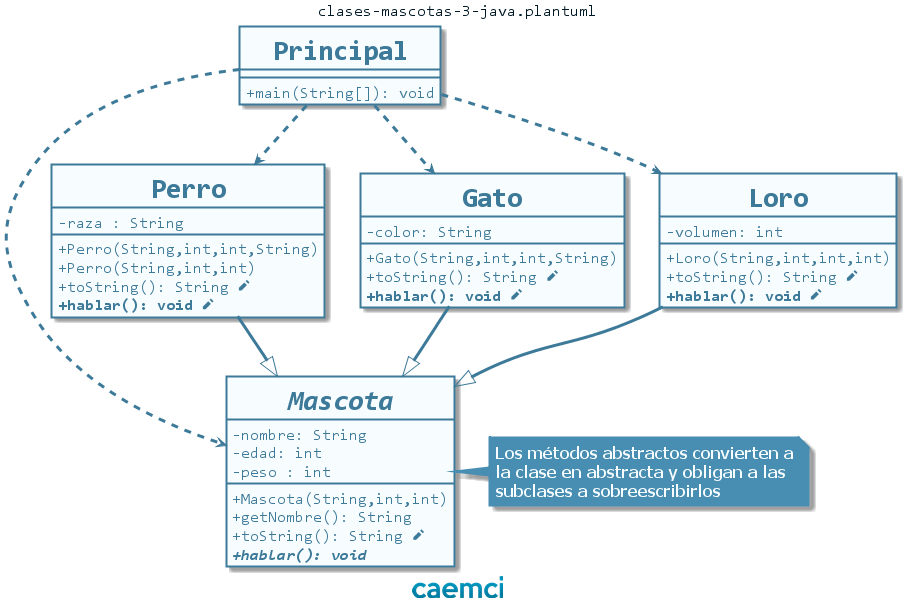 clases-mascotas-3-java.plantuml
Principal
+main(String[]): void
Perro
-raza : String
+Perro(String,int,int,String)
+Perro(String,int,int)
+toString(): String
+hablar(): void
Gato
-color: String
+Gato(String,int,int,String)
+toString(): String
+hablar(): void
Loro
-volumen: int
+Loro(String,int,int,int)
+toString(): String
+hablar(): void
Mascota
-nombre: String
-edad: int
-peso : int
+Mascota(String,int,int)
+getNombre(): String
+toString(): String
+hablar(): void
Los métodos abstractos convierten a
la clase en abstracta y obligan a las
subclases a sobreescribirlos
caemci